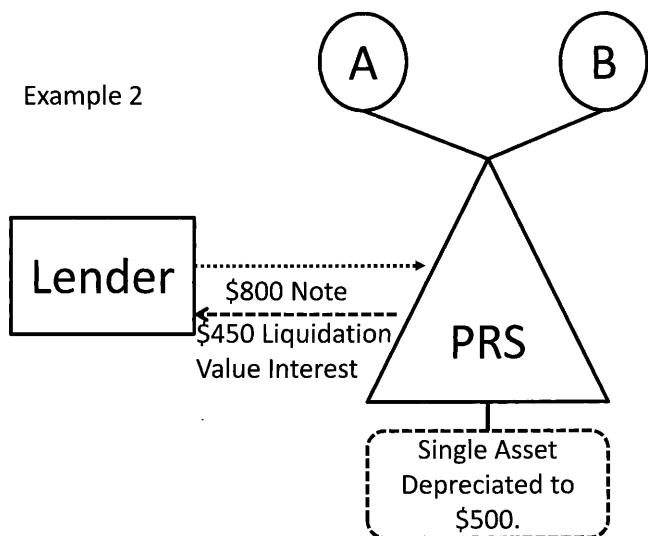 A
B
Example 2
Lender
$800 Note
$450 Liquidation
Value Interest
PRS
Single Asset
Depreciated to
$500.